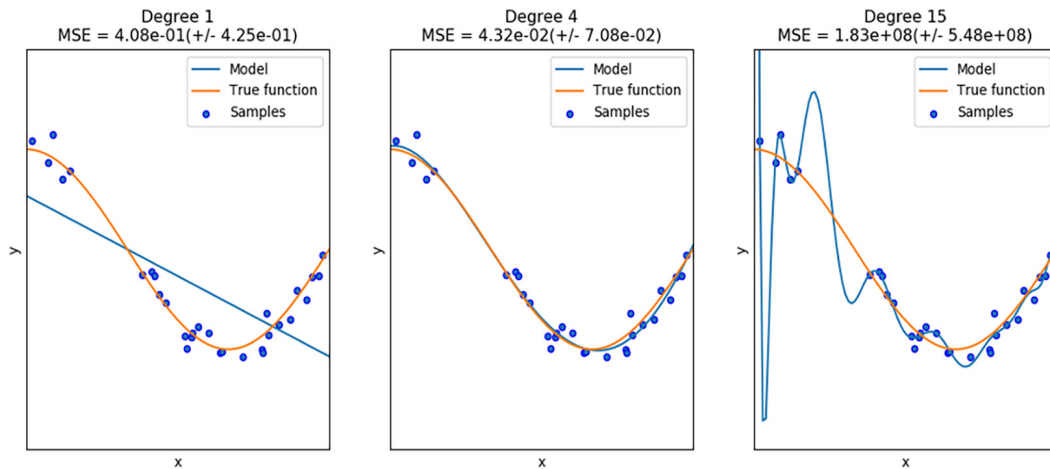 Degree 1
MSE = 4.08e-01(+/- 4.25e-01)
Model
True function
Samples
y
x
Degree 4
MSE = 4.32e-02(+/- 7.08e-02)
Model
True function
Samples
y
x
Degree 15
MSE = 1.83e+08(+/- 5.48e+08)
Model
True function
Samples
y
x